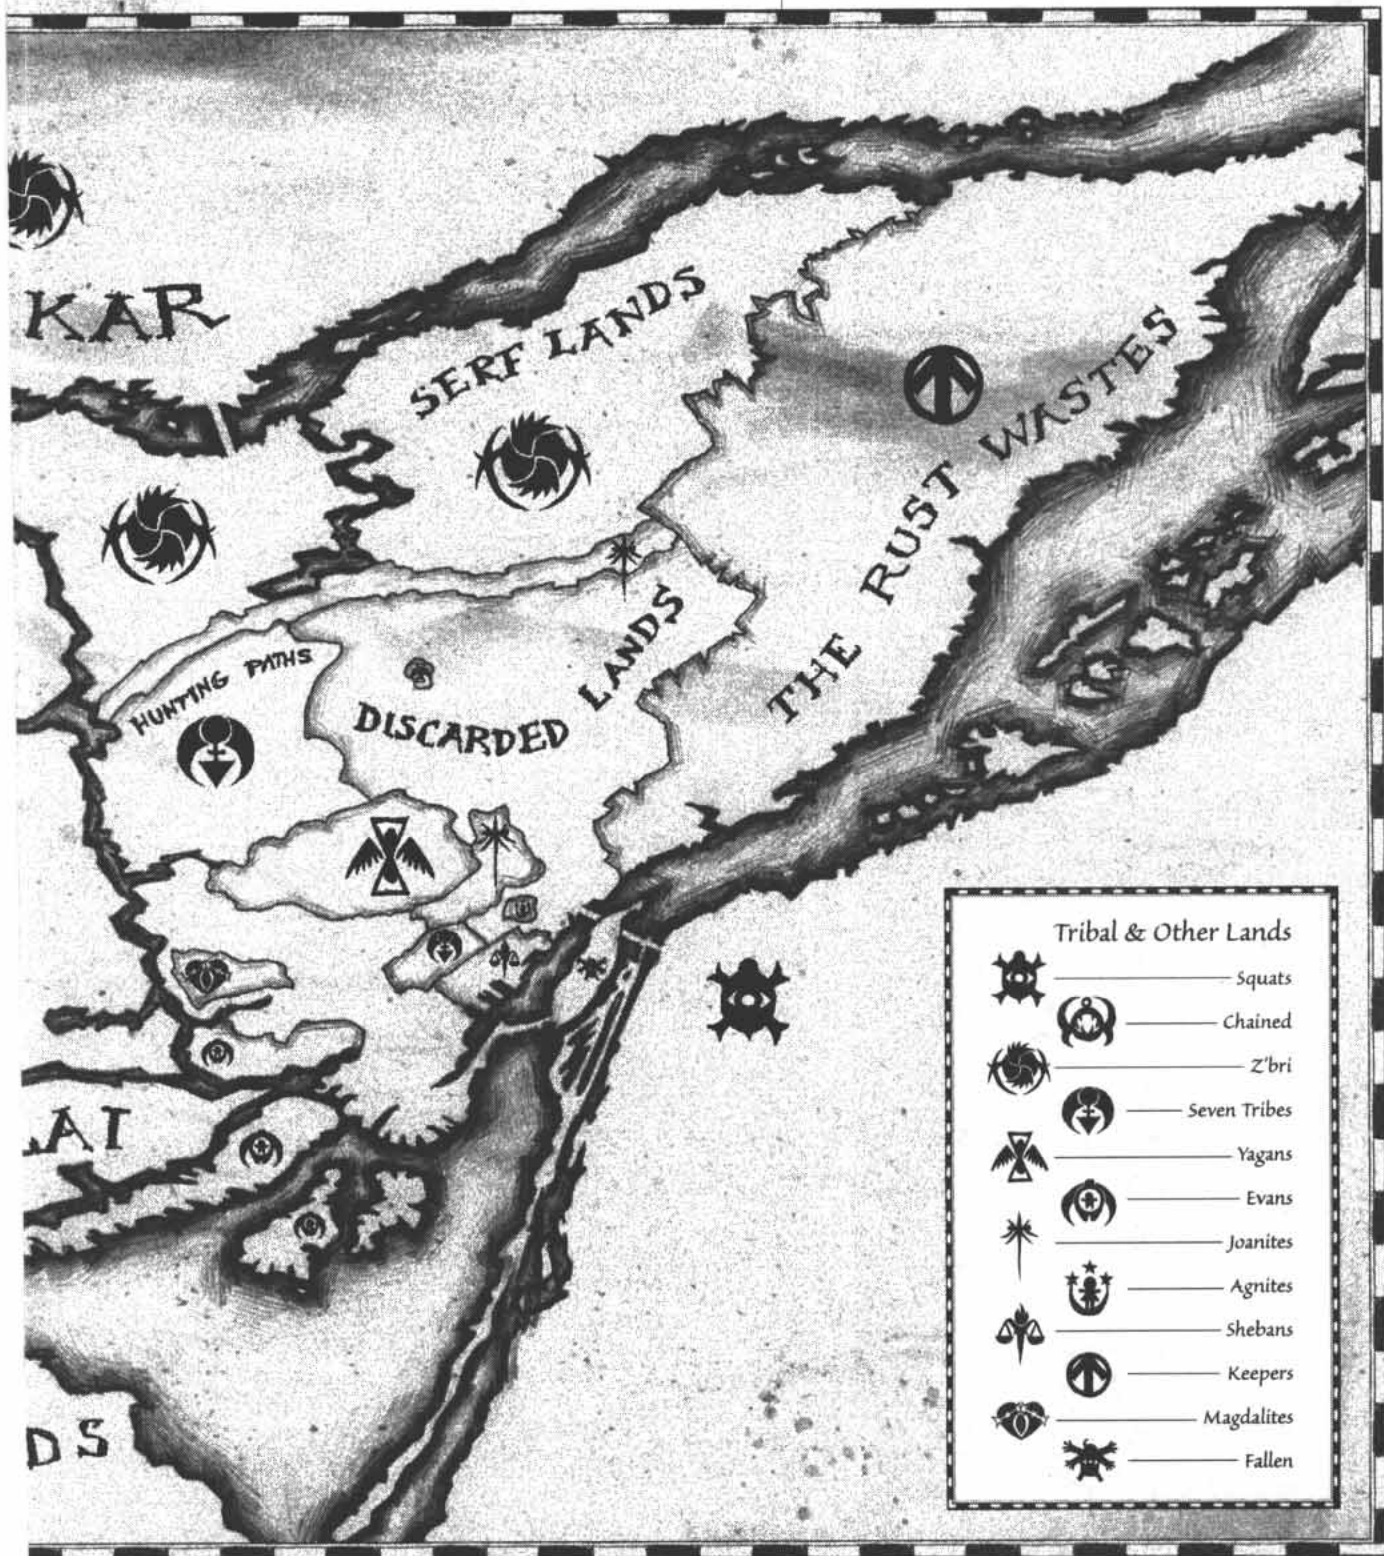 KAR
SERF LANDS
THE RUST WASTES
HUNTING PATHS
DISCARDED LANDS
AI
DS
Tribal & Other Lands
Squats
Chained
Z'bri
Seven Tribes
Yagans
Evans
Joanites
Agnites
Shebans
Keepers
Magdalites
Fallen